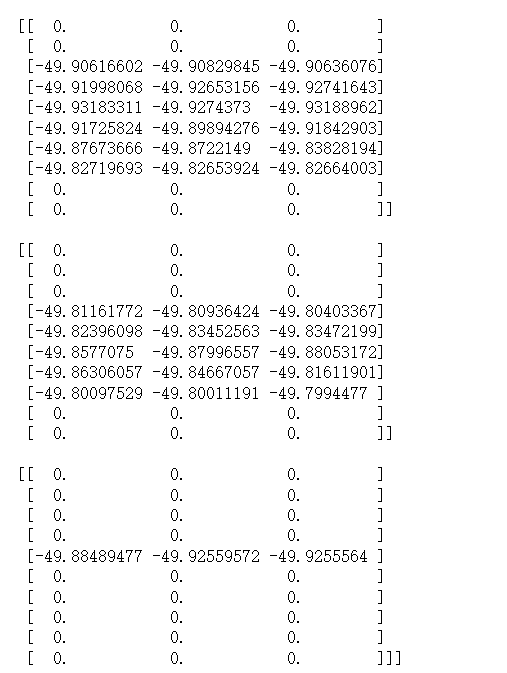 [[  0.           0.           0.        ]
 [  0.           0.           0.        ]
 [-49.90616602 -49.90829845 -49.90636076]
 [-49.91998068 -49.92653156 -49.92741643]
 [-49.93183311 -49.9274373  -49.93188962]
 [-49.91725824 -49.89894276 -49.91842903]
 [-49.87673666 -49.8722149  -49.83828194]
 [-49.82719693 -49.82653924 -49.82664003]
 [  0.           0.           0.        ]
 [  0.           0.           0.        ]]

[[  0.           0.           0.        ]
 [  0.           0.           0.        ]
 [  0.           0.           0.        ]
 [-49.81161772 -49.80936424 -49.80403367]
 [-49.82396098 -49.83452563 -49.83472199]
 [-49.8577075  -49.87996557 -49.88053172]
 [-49.86306057 -49.84667057 -49.81611901]
 [-49.80097529 -49.80011191 -49.7994477 ]
 [  0.           0.           0.        ]
 [  0.           0.           0.        ]]

[[  0.           0.           0.        ]
 [  0.           0.           0.        ]
 [  0.           0.           0.        ]
 [  0.           0.           0.        ]
 [-49.88489477 -49.92559572 -49.9255564 ]
 [  0.           0.           0.        ]
 [  0.           0.           0.        ]
 [  0.           0.           0.        ]
 [  0.           0.           0.        ]
 [  0.           0.           0.        ]]]